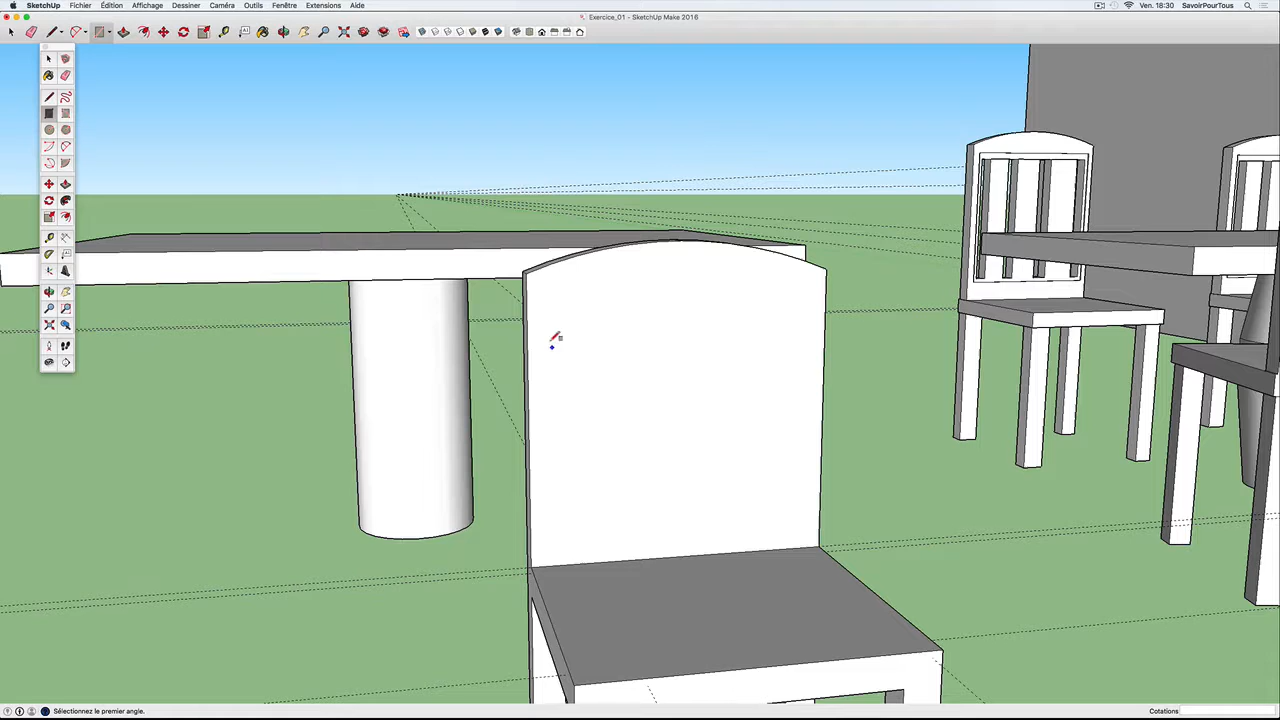 SketchUp Fichier Édition Affichage Dessiner Caméra Outils Fenêtre Extensions Aide Ven. 18:30 SavoirPourTous
Exercice_01 - SketchUp Make 2016
Sélectionnez le premier angle. Cotations